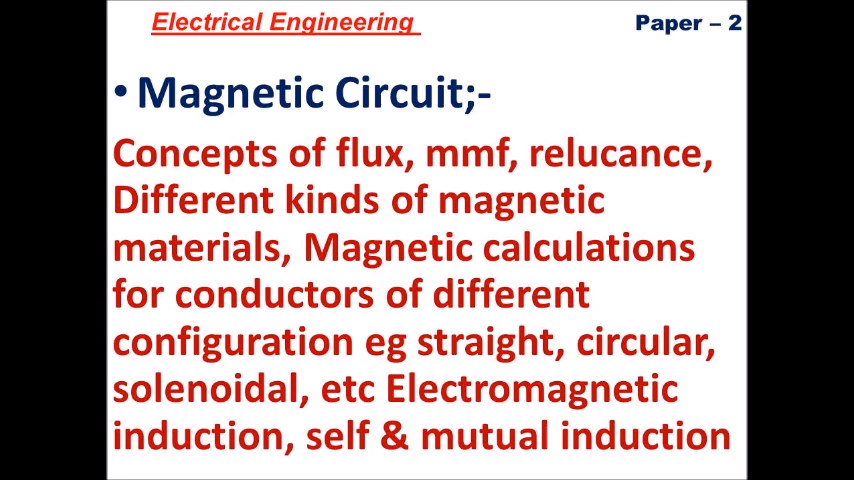 Electrical Engineering
Paper – 2
• Magnetic Circuit;-
Concepts of flux, mmf, relucance,
Different kinds of magnetic
materials, Magnetic calculations
for conductors of different
configuration eg straight, circular,
solenoidal, etc Electromagnetic
induction, self & mutual induction